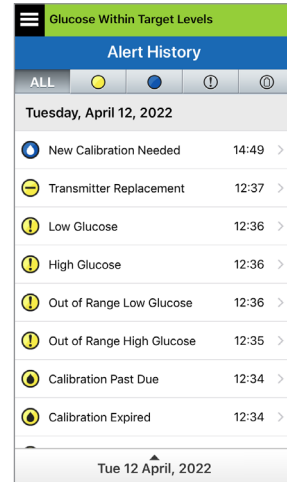 Glucose Within Target Levels
Alert History
ALL
Tuesday, April 12, 2022
New Calibration Needed 14:49
Transmitter Replacement 12:37
Low Glucose 12:36
High Glucose 12:36
Out of Range Low Glucose 12:36
Out of Range High Glucose 12:35
Calibration Past Due 12:34
Calibration Expired 12:34
Tue 12 April, 2022